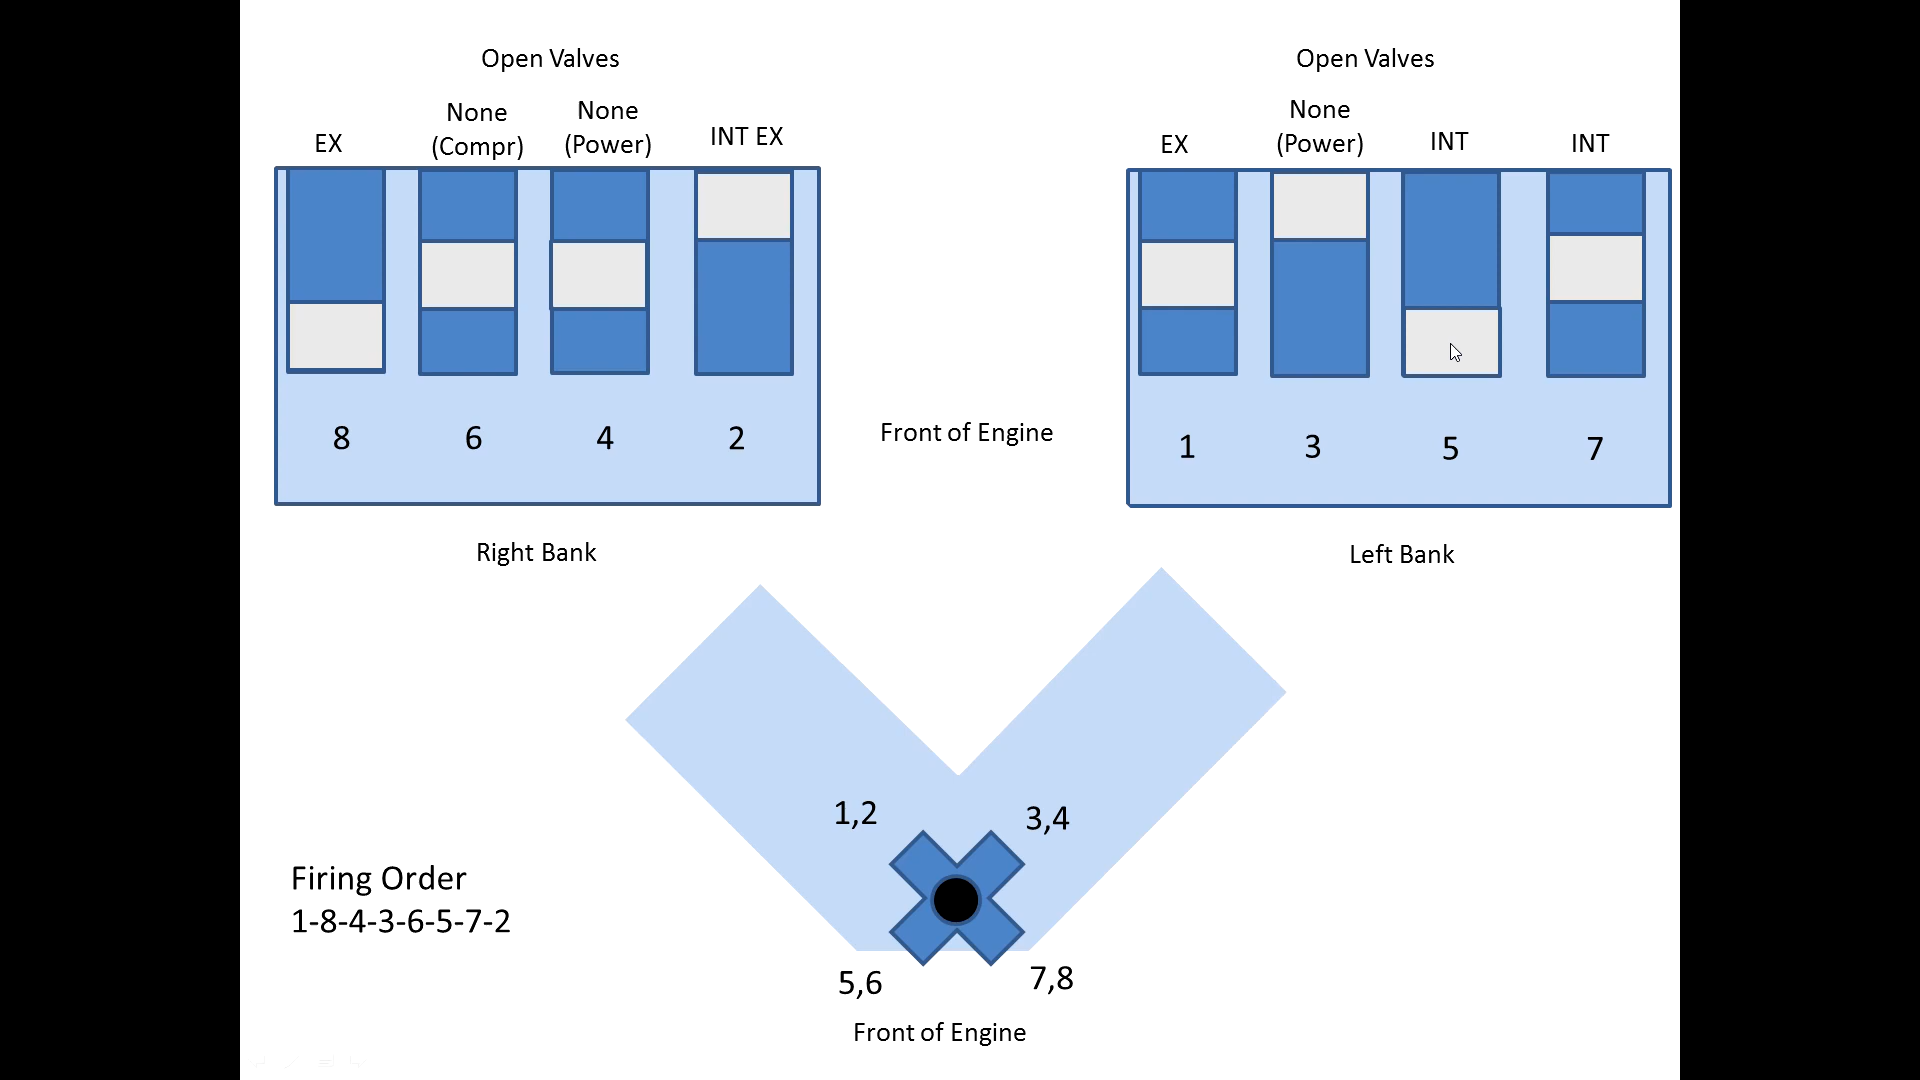 Open Valves
EX
None
(Compr)
None
(Power)
INT EX
8
6
4
2
Right Bank
Front of Engine
Open Valves
EX
None
(Power)
INT
INT
1
3
5
7
Left Bank
1,2
3,4
5,6
7,8
Front of Engine
Firing Order
1-8-4-3-6-5-7-2